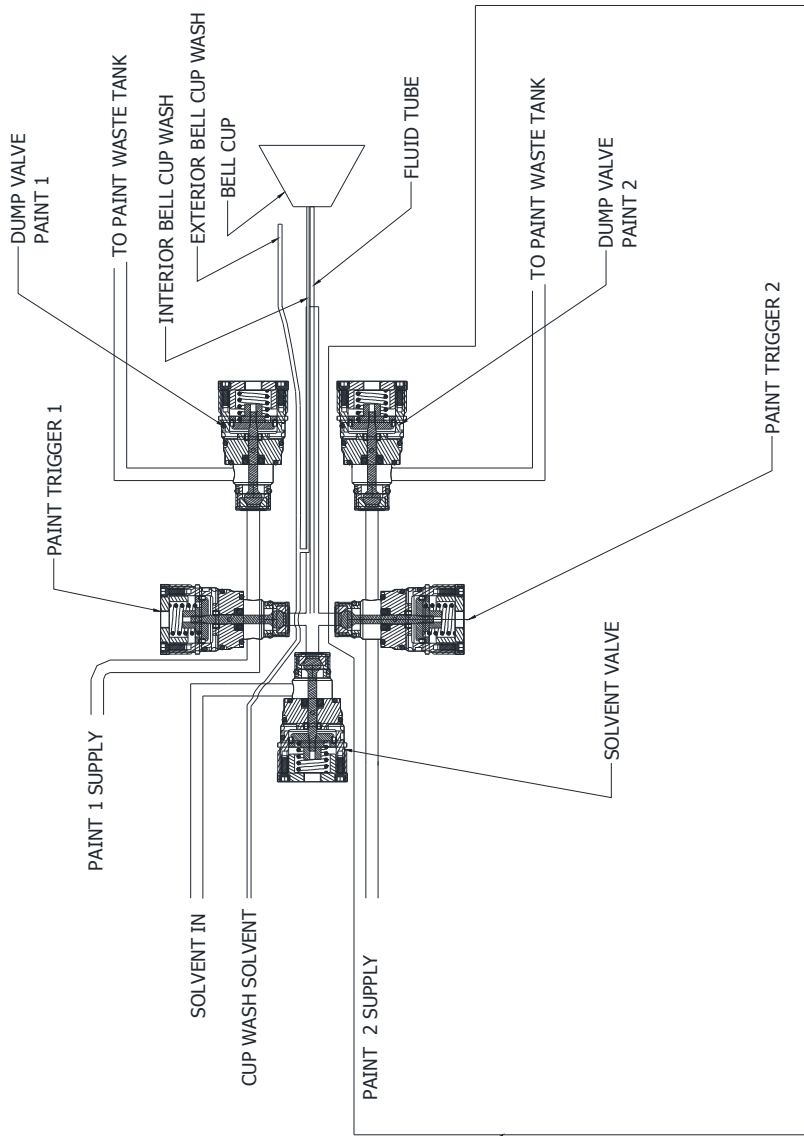 DUMP VALVE
PAINT 1
TO PAINT WASTE TANK
INTERIOR BELL CUP WASH
EXTERIOR BELL CUP WASH
BELL CUP
FLUID TUBE
TO PAINT WASTE TANK
DUMP VALVE
PAINT 2
PAINT TRIGGER 1
PAINT TRIGGER 2
PAINT 1 SUPPLY
SOLVENT IN
CUP WASH SOLVENT
PAINT 2 SUPPLY
SOLVENT VALVE